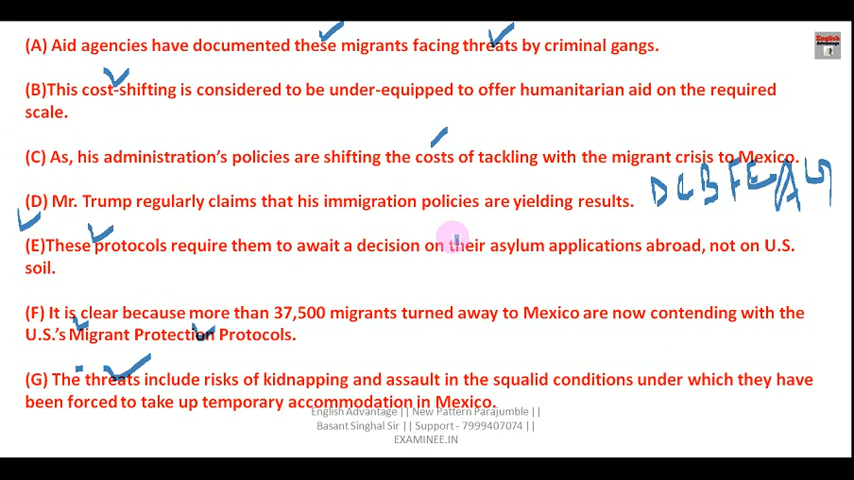 (A) Aid agencies have documented these migrants facing threats by criminal gangs.
English
Advantage
(B)This cost-shifting is considered to be under-equipped to offer humanitarian aid on the required
scale.
(C) As, his administration's policies are shifting the costs of tackling with the migrant crisis to Mexico.
(D) Mr. Trump regularly claims that his immigration policies are yielding results.
D C B F E A G
(E)These protocols require them to await a decision on their asylum applications abroad, not on U.S.
soil.
(F) It is clear because more than 37,500 migrants turned away to Mexico are now contending with the
U.S.'s Migrant Protection Protocols.
(G) The threats include risks of kidnapping and assault in the squalid conditions under which they have
been forced to take up temporary accommodation in Mexico.
English Advantage || New Pattern Parajumble ||
Basant Singhal Sir || Support - 7999407074 ||
EXAMINEE.IN